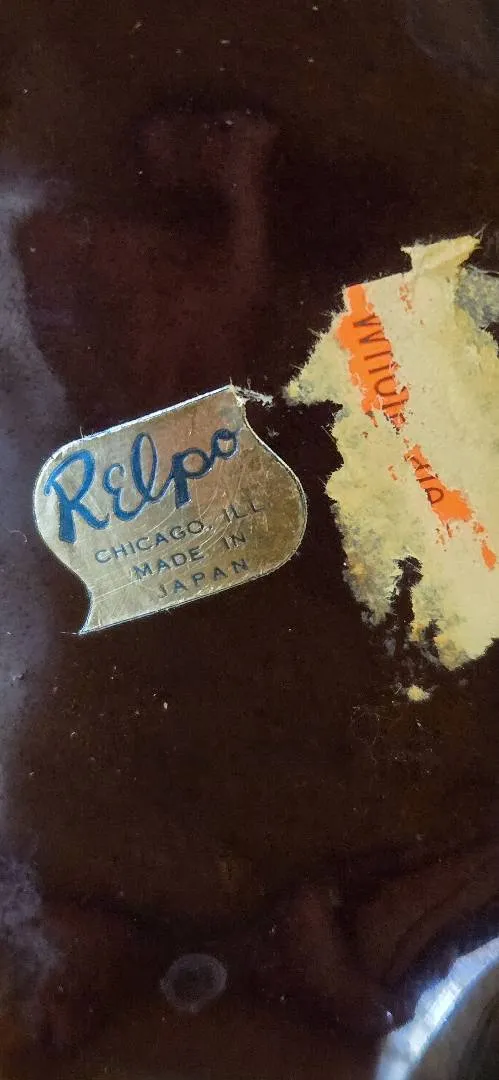 Relpo
CHICAGO, ILL
MADE IN
JAPAN